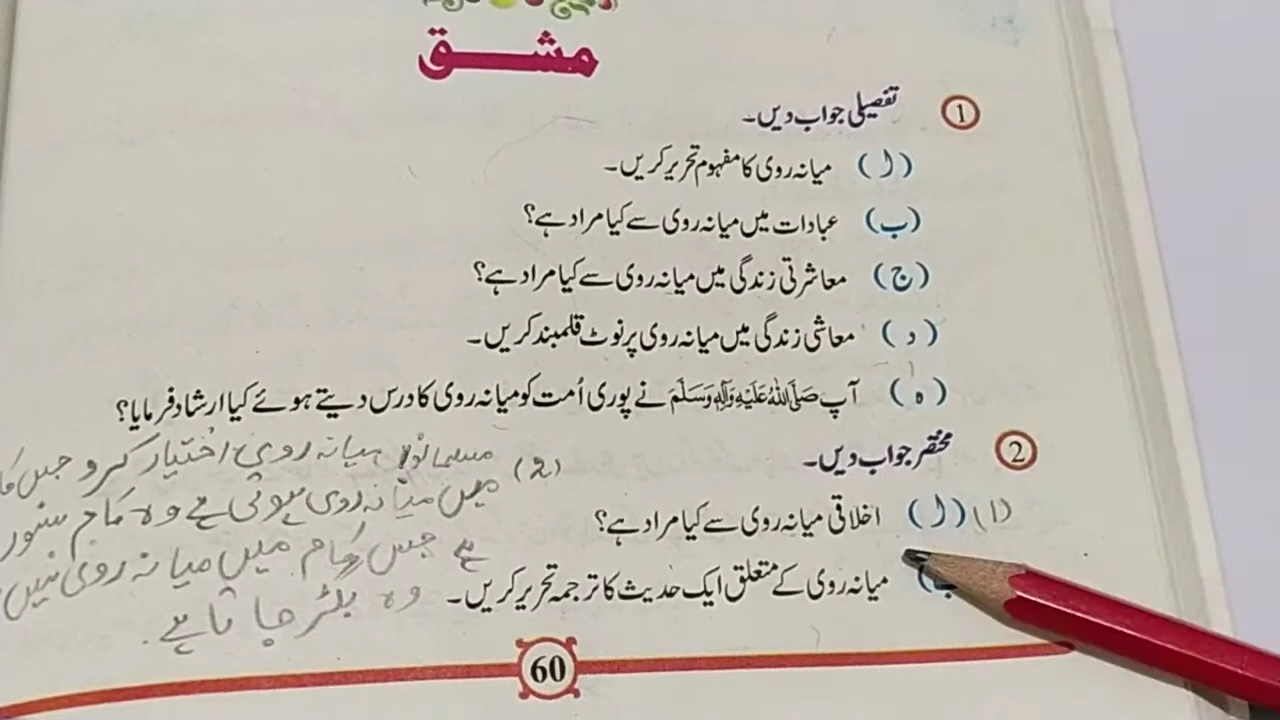 مشق
1 تفصیلی جواب دیں۔
(ا) میانہ روی کا مفہوم تحریر کریں۔
(ب) عبادات میں میانہ روی سے کیا مراد ہے؟
(ج) معاشرتی زندگی میں میانہ روی سے کیا مراد ہے؟
(د) معاشی زندگی میں میانہ روی پر نوٹ قلمبند کریں۔
(ہ) آپ صَلَّی اللہُ عَلَیْہِ وَآلِہٖ وَسَلَّمَ نے پوری اُمت کو میانہ روی کا درس دیتے ہوئے کیا ارشاد فرمایا؟
2 مختصر جواب دیں۔
(1) (ا) اخلاقی میانہ روی سے کیا مراد ہے؟
(ب) میانہ روی کے متعلق ایک حدیث کا ترجمہ تحریر کریں۔
(2) مسلمانوں میانہ روی اختیار کرو جس کا
میں میانہ روی ہوتی ہے وہ کام سنور
ہے جس کام میں میانہ روی نہیں
وہ بگڑ جاتا ہے۔
60